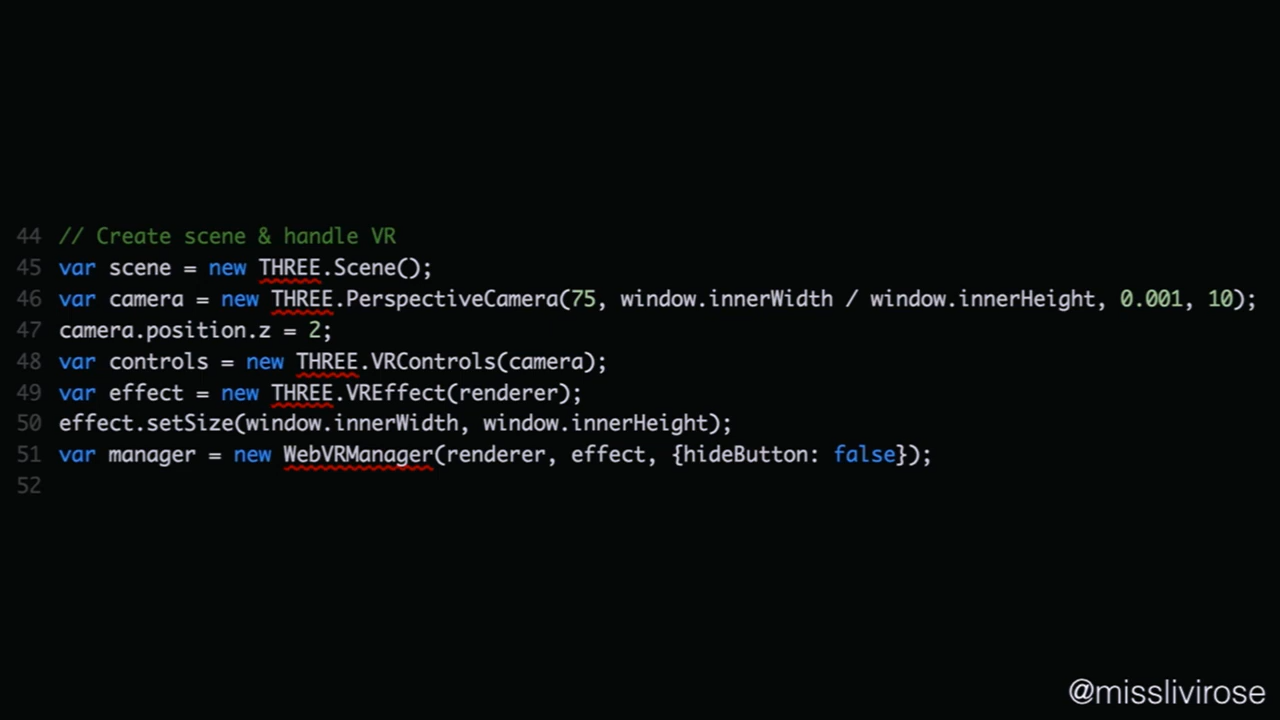 44 // Create scene & handle VR
45 var scene = new THREE.Scene();
46 var camera = new THREE.PerspectiveCamera(75, window.innerWidth / window.innerHeight, 0.001, 10);
47 camera.position.z = 2;
48 var controls = new THREE.VRControls(camera);
49 var effect = new THREE.VREffect(renderer);
50 effect.setSize(window.innerWidth, window.innerHeight);
51 var manager = new WebVRManager(renderer, effect, {hideButton: false});
52
@misslivirose